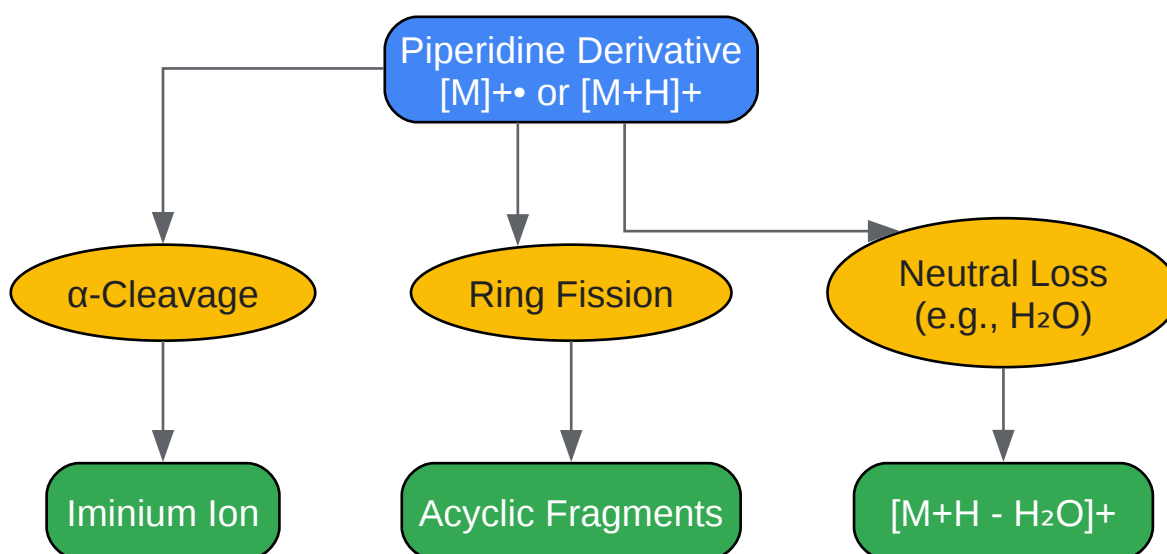 Piperidine Derivative
[M]+• or [M+H]+
α-Cleavage
Ring Fission
Neutral Loss
(e.g., H₂O)
Iminium Ion
Acyclic Fragments
[M+H - H₂O]+